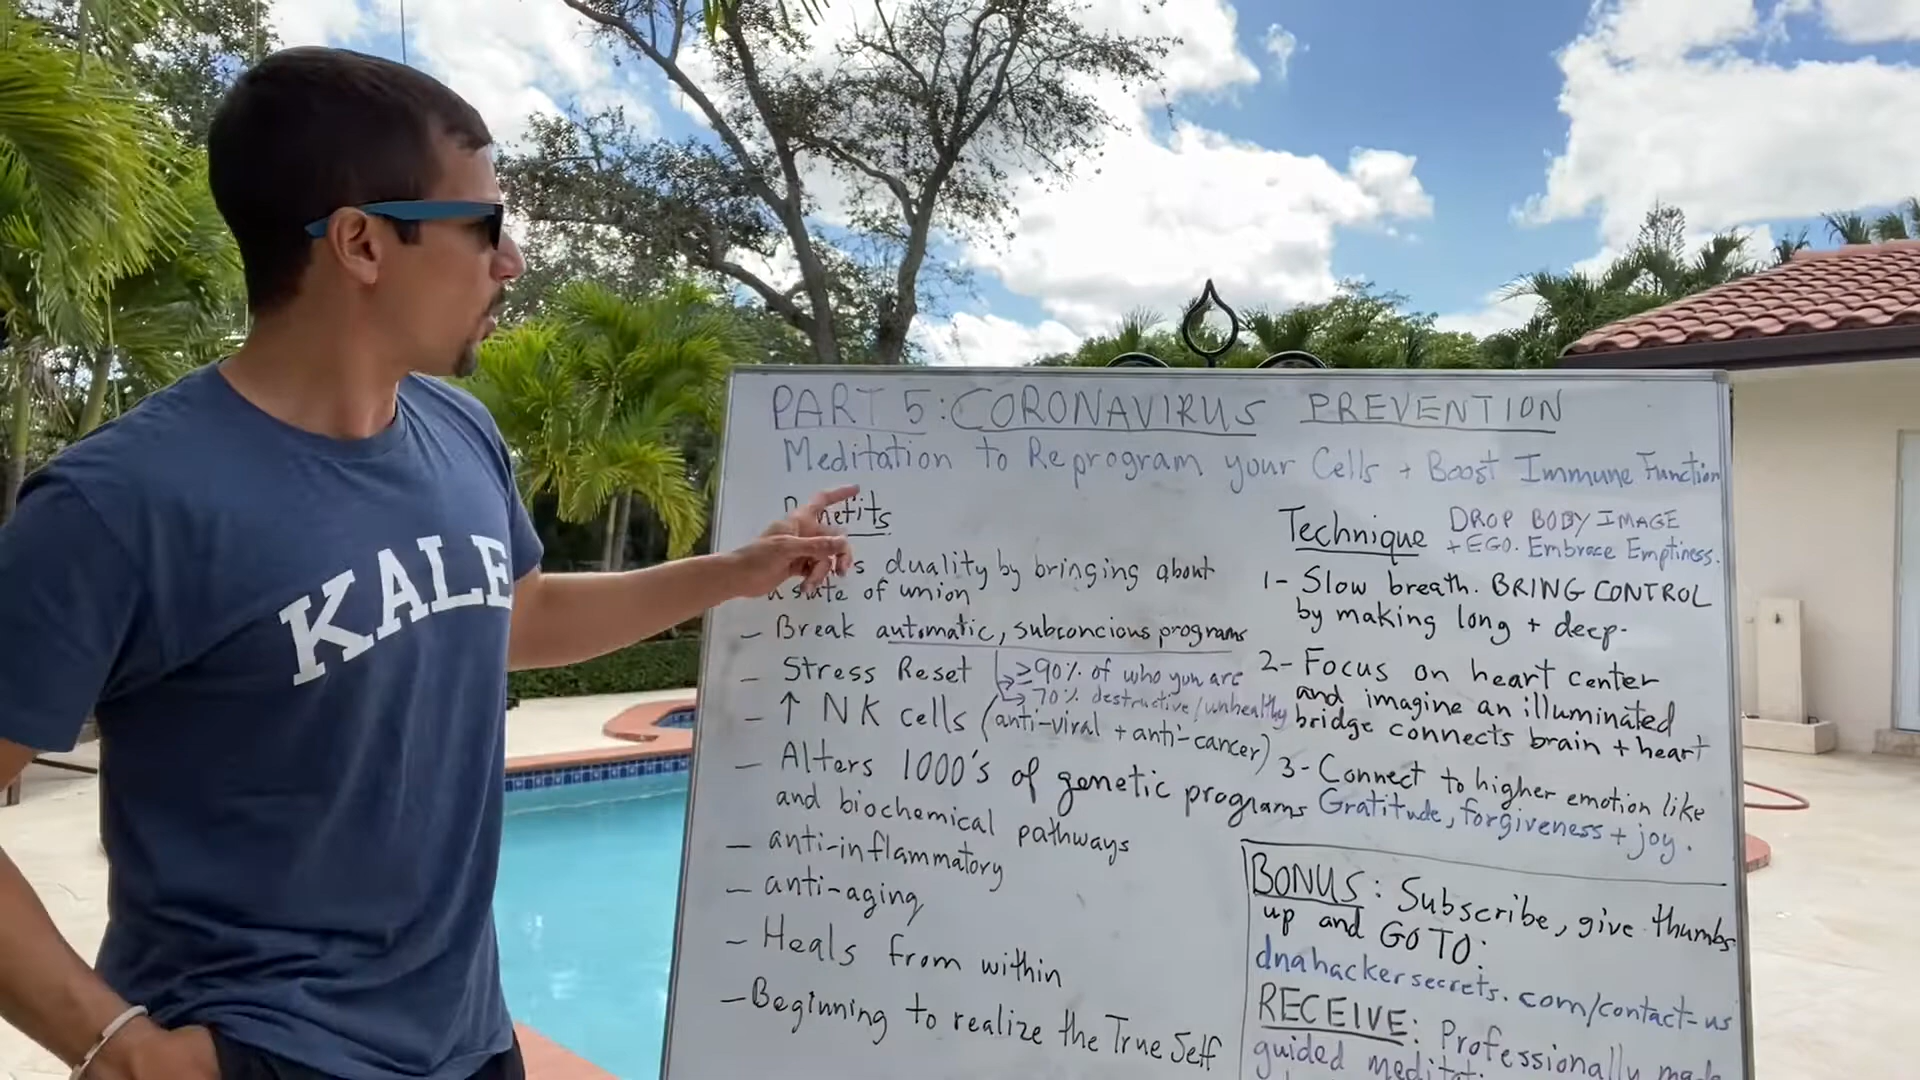 KALE
PART 5: CORONAVIRUS PREVENTION
Meditation to Reprogram your Cells + Boost Immune Function
duality by bringing about
state of union
- Break automatic, subconcious programs
- Stress Reset
≥90% of who you are
70% destructive/unhealthy
- ↑ NK cells (anti-viral + anti-cancer)
- Alters 1000's of genetic programs
and biochemical pathways
- anti-inflammatory
- anti-aging
- Heals from within
- Beginning to realize the True Self
Technique
DROP BODY IMAGE
+ EGO. Embrace Emptiness.
1- Slow breath. BRING CONTROL
by making long + deep.
2- Focus on heart center
and imagine an illuminated
bridge connects brain + heart
3- Connect to higher emotion like
Gratitude, forgiveness + joy.
BONUS: Subscribe, give thumbs
up and GO TO:
dnahackersecrets.com/contact-us
RECEIVE: Professionally made
guided